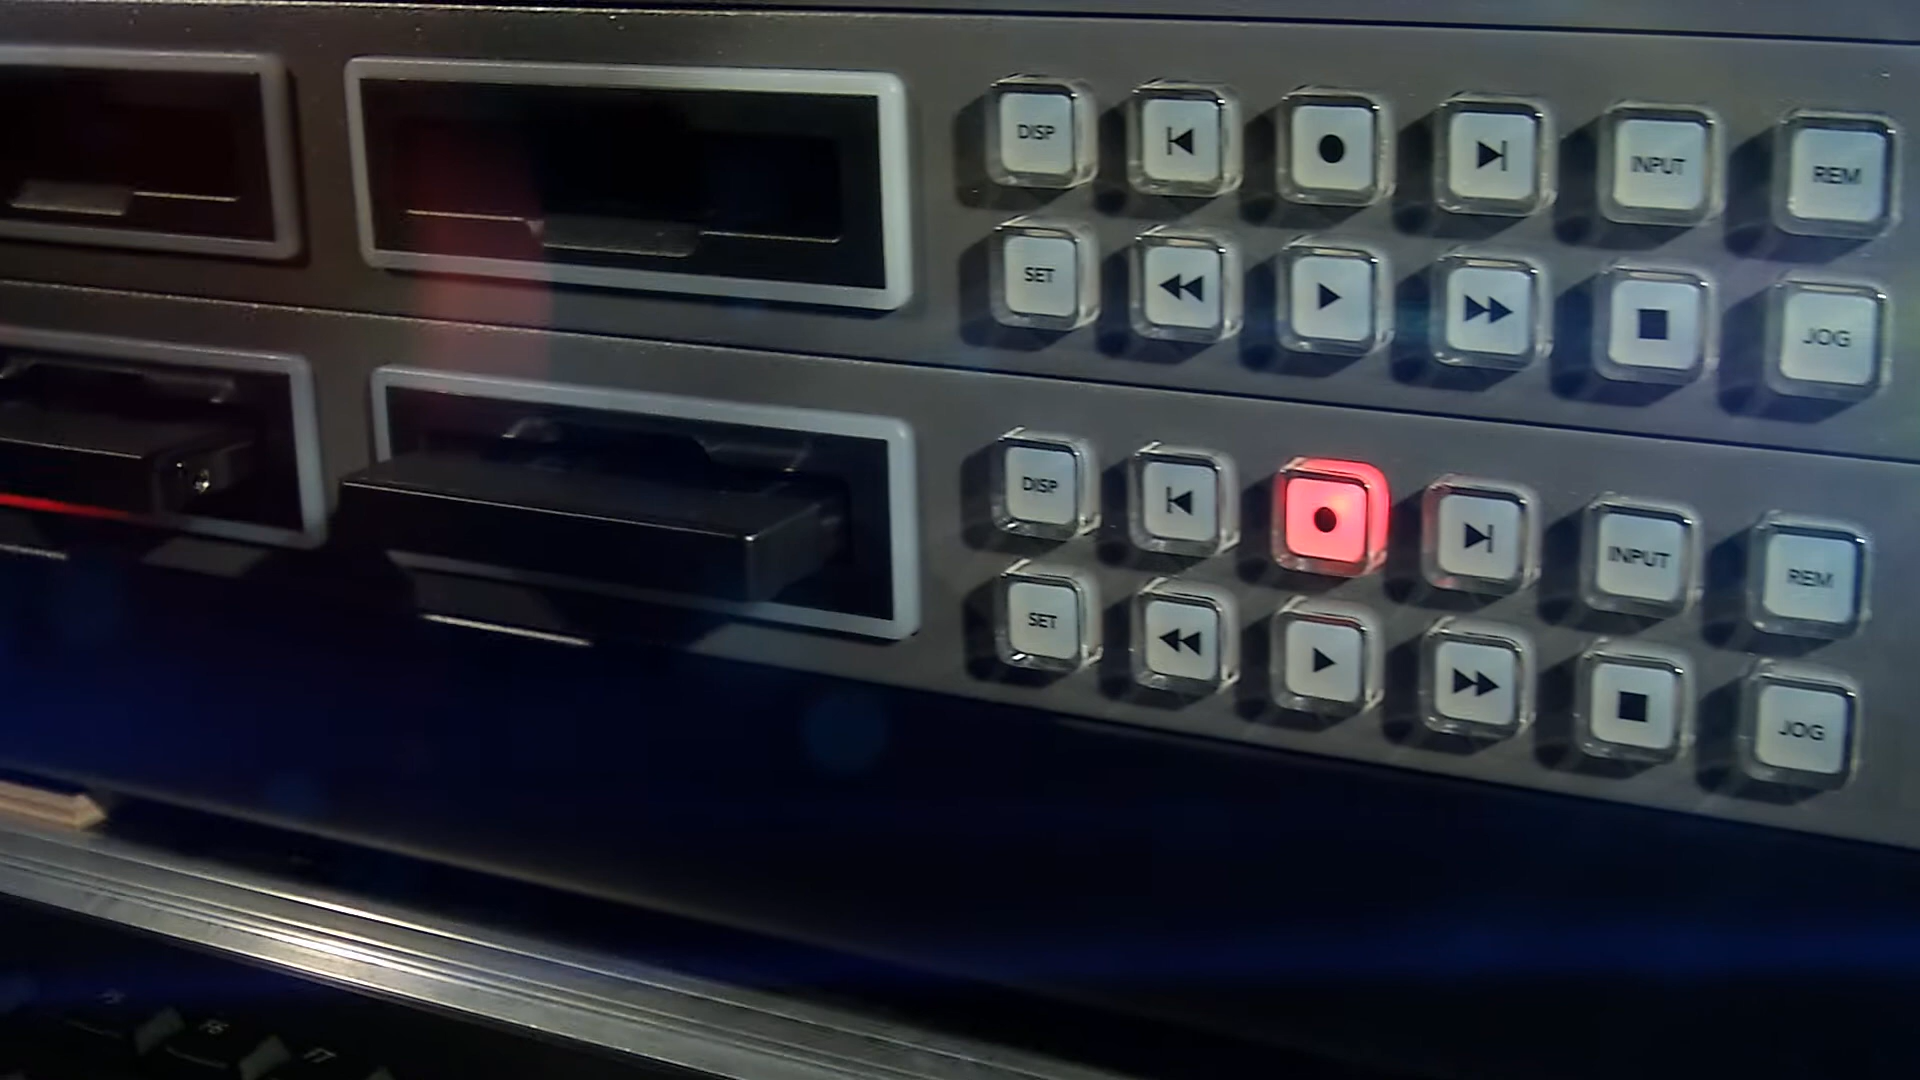 DISP
INPUT
REM
SET
JOG
DISP
INPUT
REM
SET
JOG